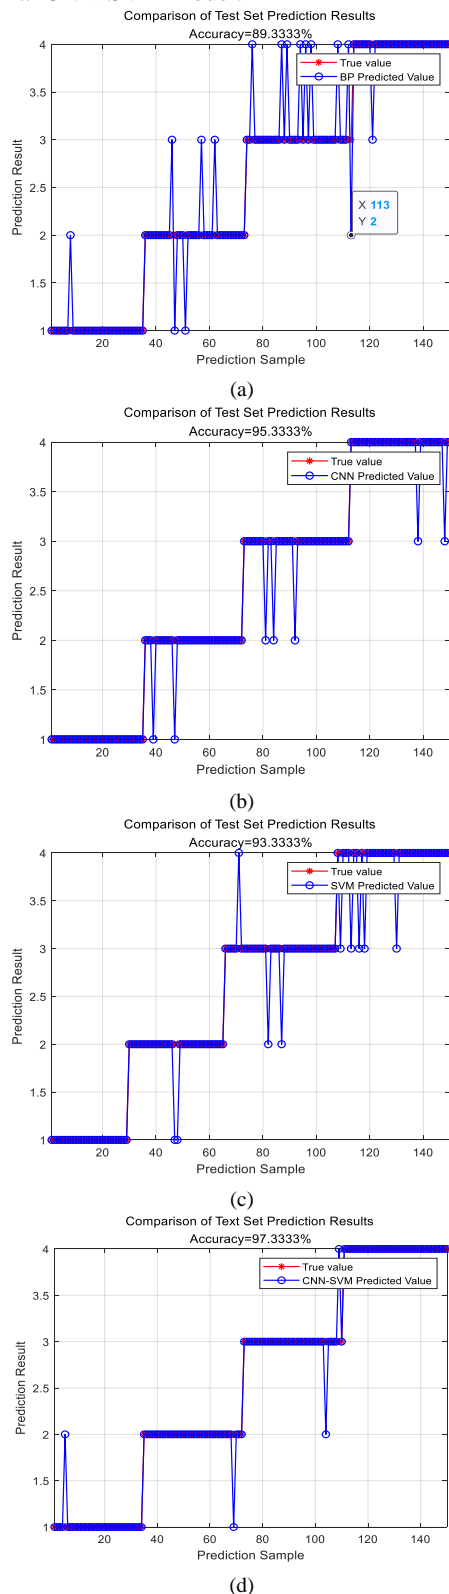 Comparison of Test Set Prediction Results
Accuracy=89.3333%
4
True value
BP Predicted Value
3.5
3
2.5
X 113
Y 2
2
1.5
1
20 40 60 80 100 120 140
Prediction Result
Prediction Sample
(a)
Comparison of Test Set Prediction Results
Accuracy=95.3333%
4
True value
CNN Predicted Value
3.5
3
2.5
2
1.5
1
20 40 60 80 100 120 140
Prediction Result
Prediction Sample
(b)
Comparison of Test Set Prediction Results
Accuracy=93.3333%
4
True value
SVM Predicted Value
3.5
3
2.5
2
1.5
1
20 40 60 80 100 120 140
Prediction Result
Prediction Sample
(c)
Comparison of Text Set Prediction Results
Accuracy=97.3333%
4
True value
CNN-SVM Predicted Value
3.5
3
2.5
2
1.5
1
20 40 60 80 100 120 140
Prediction Result
Prediction Sample
(d)